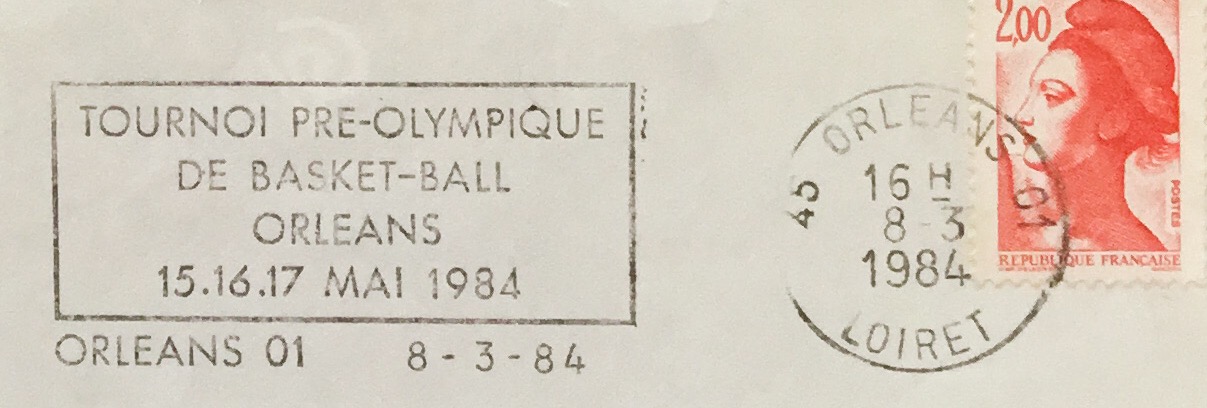 TOURNOI PRE-OLYMPIQUE
DE BASKET-BALL
ORLEANS
15.16.17 MAI 1984
ORLEANS 01 8-3-84
45 ORLEANS 01
16 H
8-3
1984
LOIRET
2,00
POSTES
REPUBLIQUE FRANÇAISE